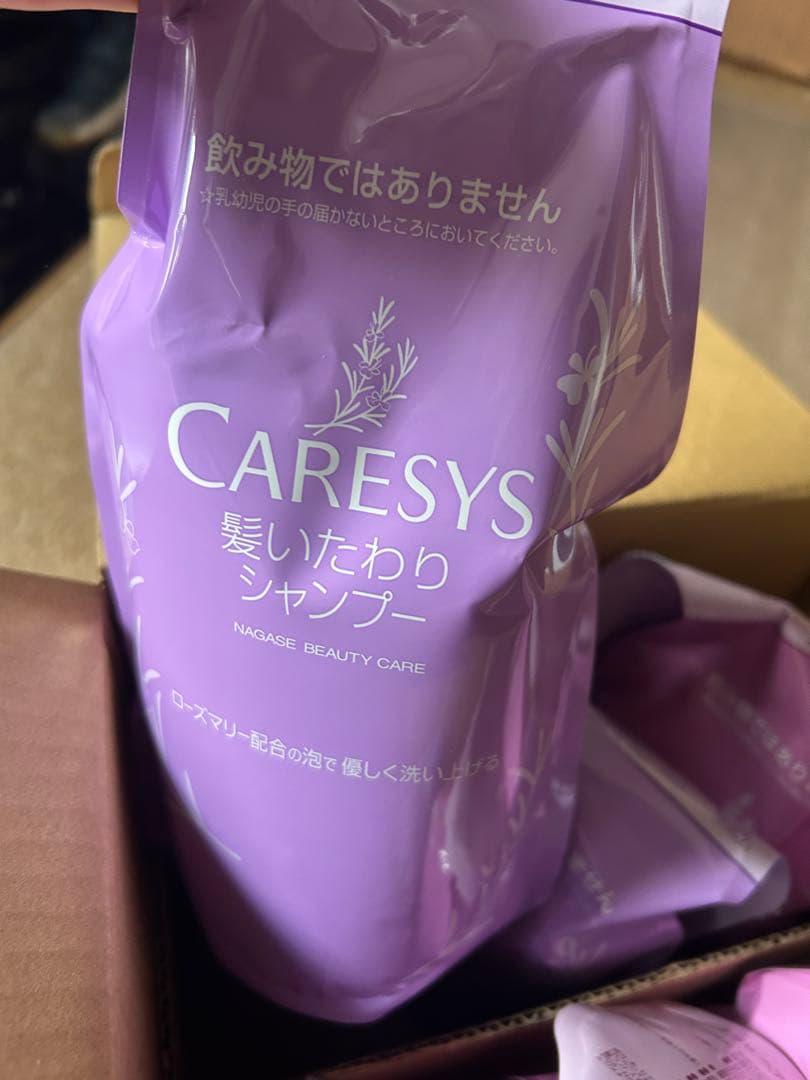 飲み物ではありません
☆乳幼児の手の届かないところにおいてください。
CARESYS
髪いたわり
シャンプー
NAGASE BEAUTY CARE
ローズマリー配合の泡で 優しく洗い上げる